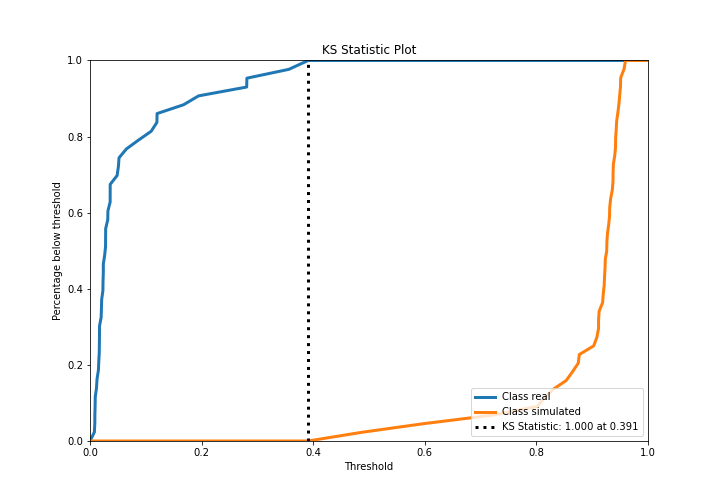 KS Statistic Plot
1.0
0.8
0.6
0.4
0.2
0.0
Percentage below threshold
Class real
Class simulated
KS Statistic: 1.000 at 0.391
0.0 0.2 0.4 0.6 0.8 1.0
Threshold